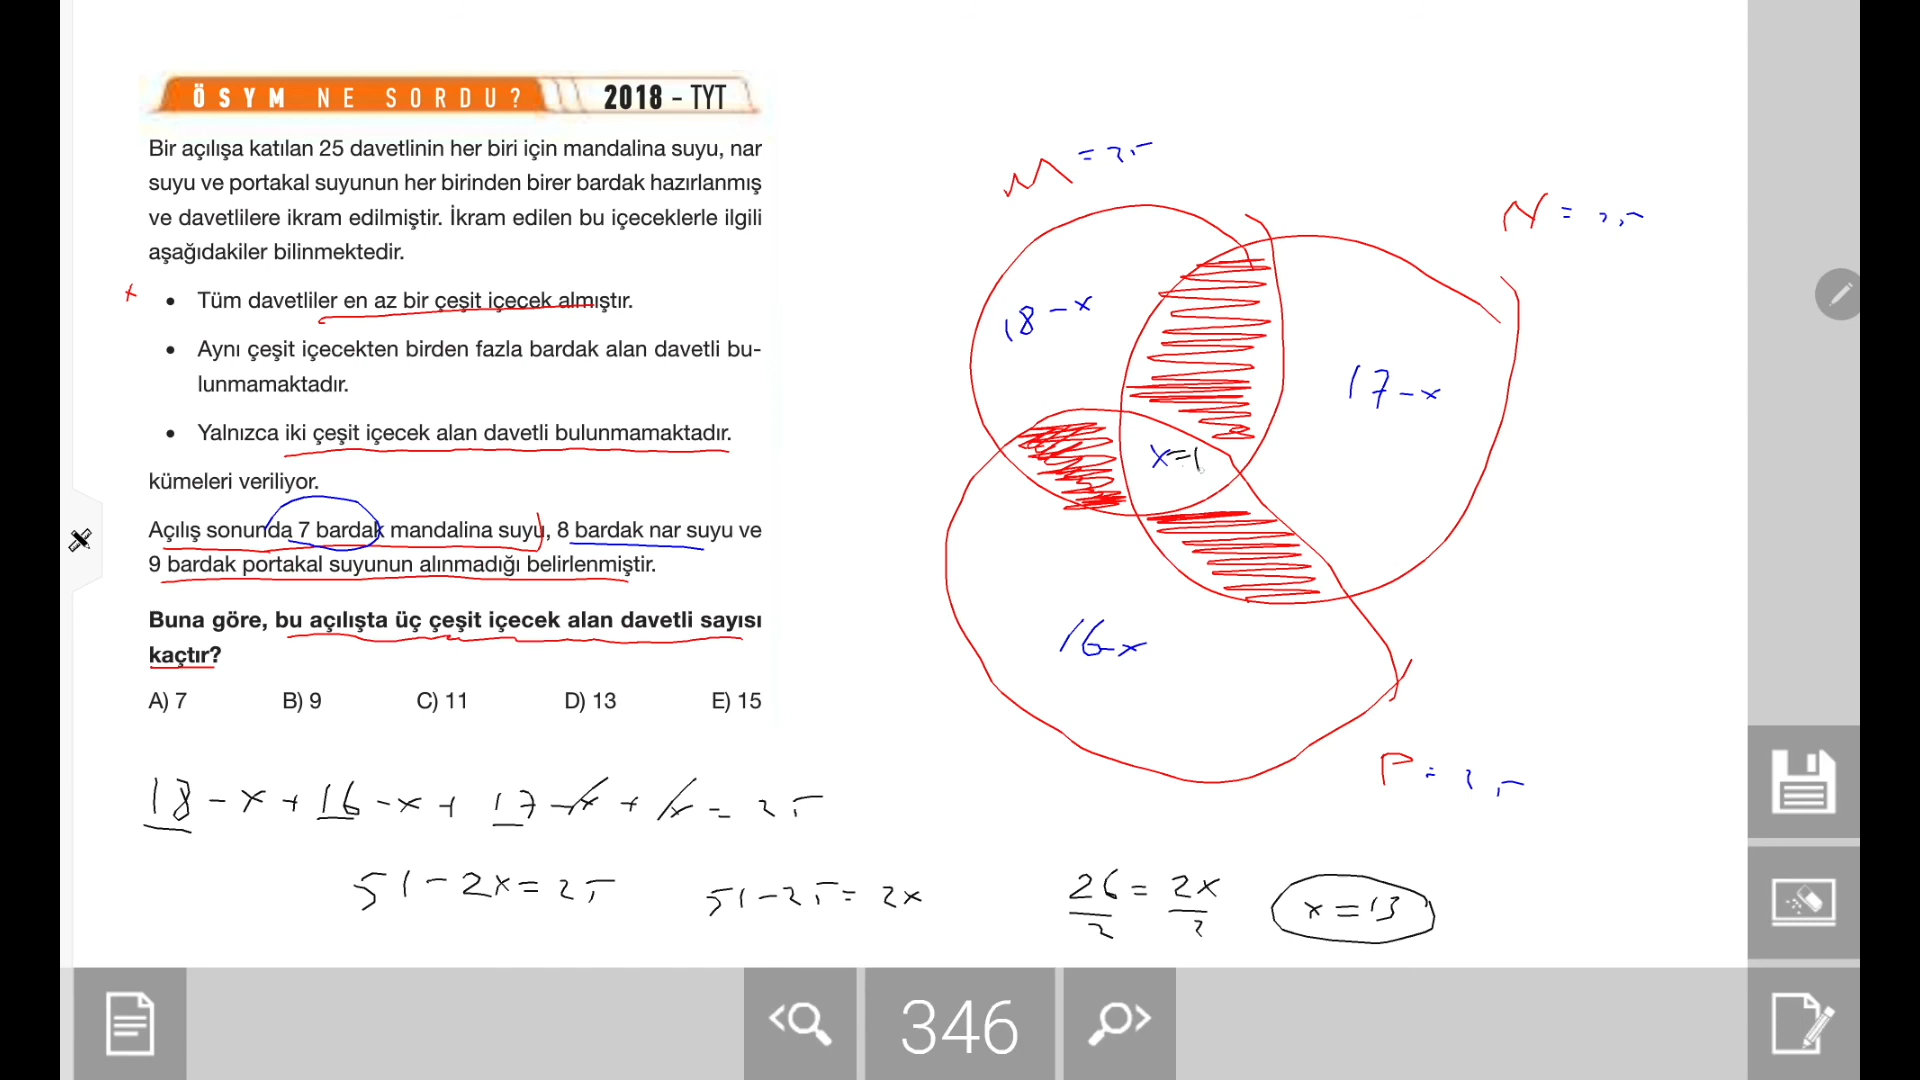 ÖSYM NE SORDU? 2018 - TYT
Bir açılışa katılan 25 davetlinin her biri için mandalina suyu, nar
suyu ve portakal suyunun her birinden birer bardak hazırlanmış
ve davetlilere ikram edilmiştir. İkram edilen bu içeceklerle ilgili
aşağıdakiler bilinmektedir.
• Tüm davetliler en az bir çeşit içecek almıştır.
• Aynı çeşit içecekten birden fazla bardak alan davetli bu-
lunmamaktadır.
• Yalnızca iki çeşit içecek alan davetli bulunmamaktadır.
kümeleri veriliyor.
Açılış sonunda 7 bardak mandalina suyu, 8 bardak nar suyu ve
9 bardak portakal suyunun alınmadığı belirlenmiştir.
Buna göre, bu açılışta üç çeşit içecek alan davetli sayısı
kaçtır?
A) 7 B) 9 C) 11 D) 13 E) 15
M = 25
N = 25
18 - x
17 - x
x = 1
16 - x
P = 25
18 - x + 16 - x + 17 - x + x = 25
51 - 2x = 25 51 - 25 = 2x
26 = 2x x = 13
2 2
346